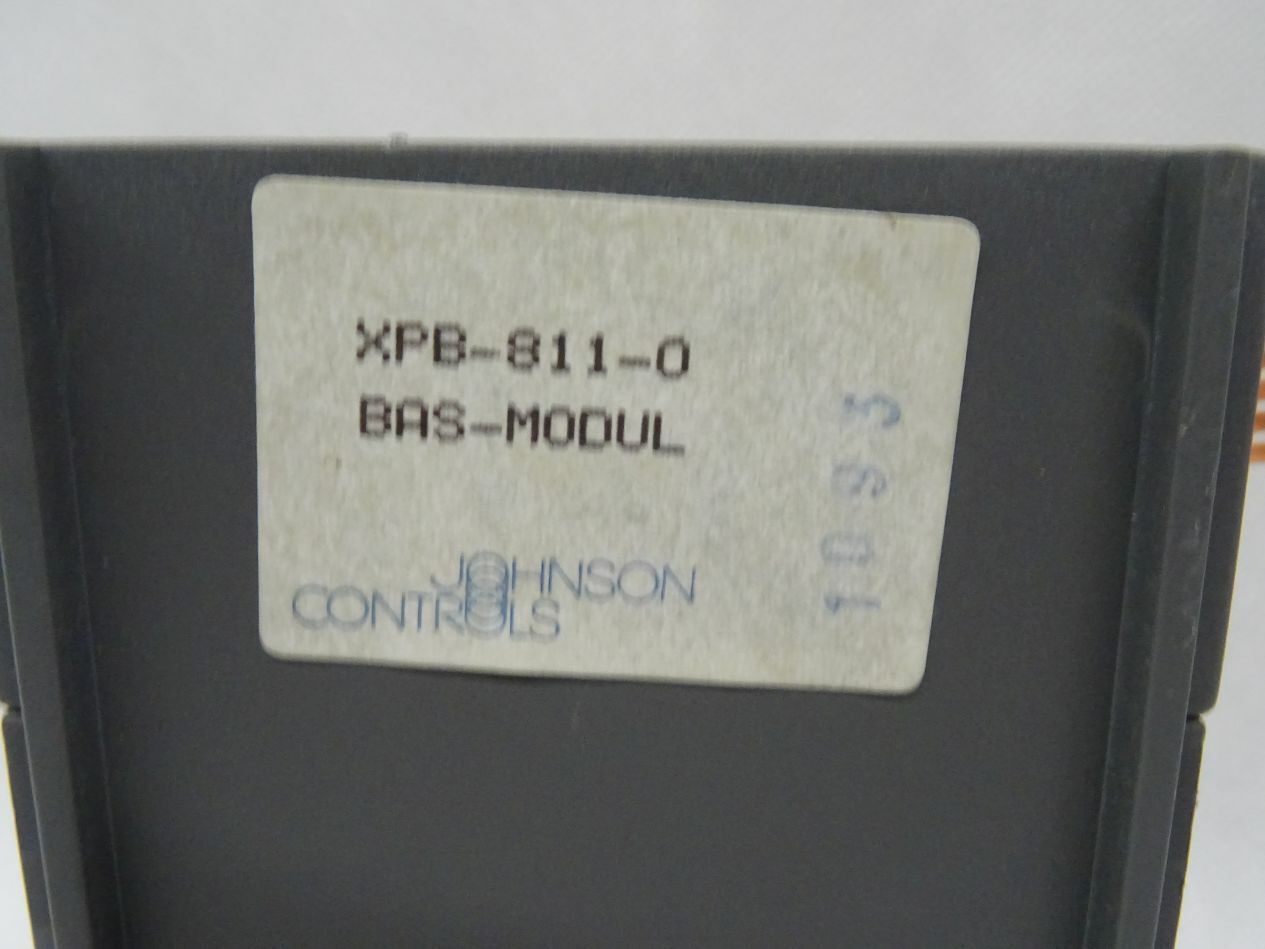 XPB-811-0
BAS-MODUL
1093
JOHNSON
CONTROLS